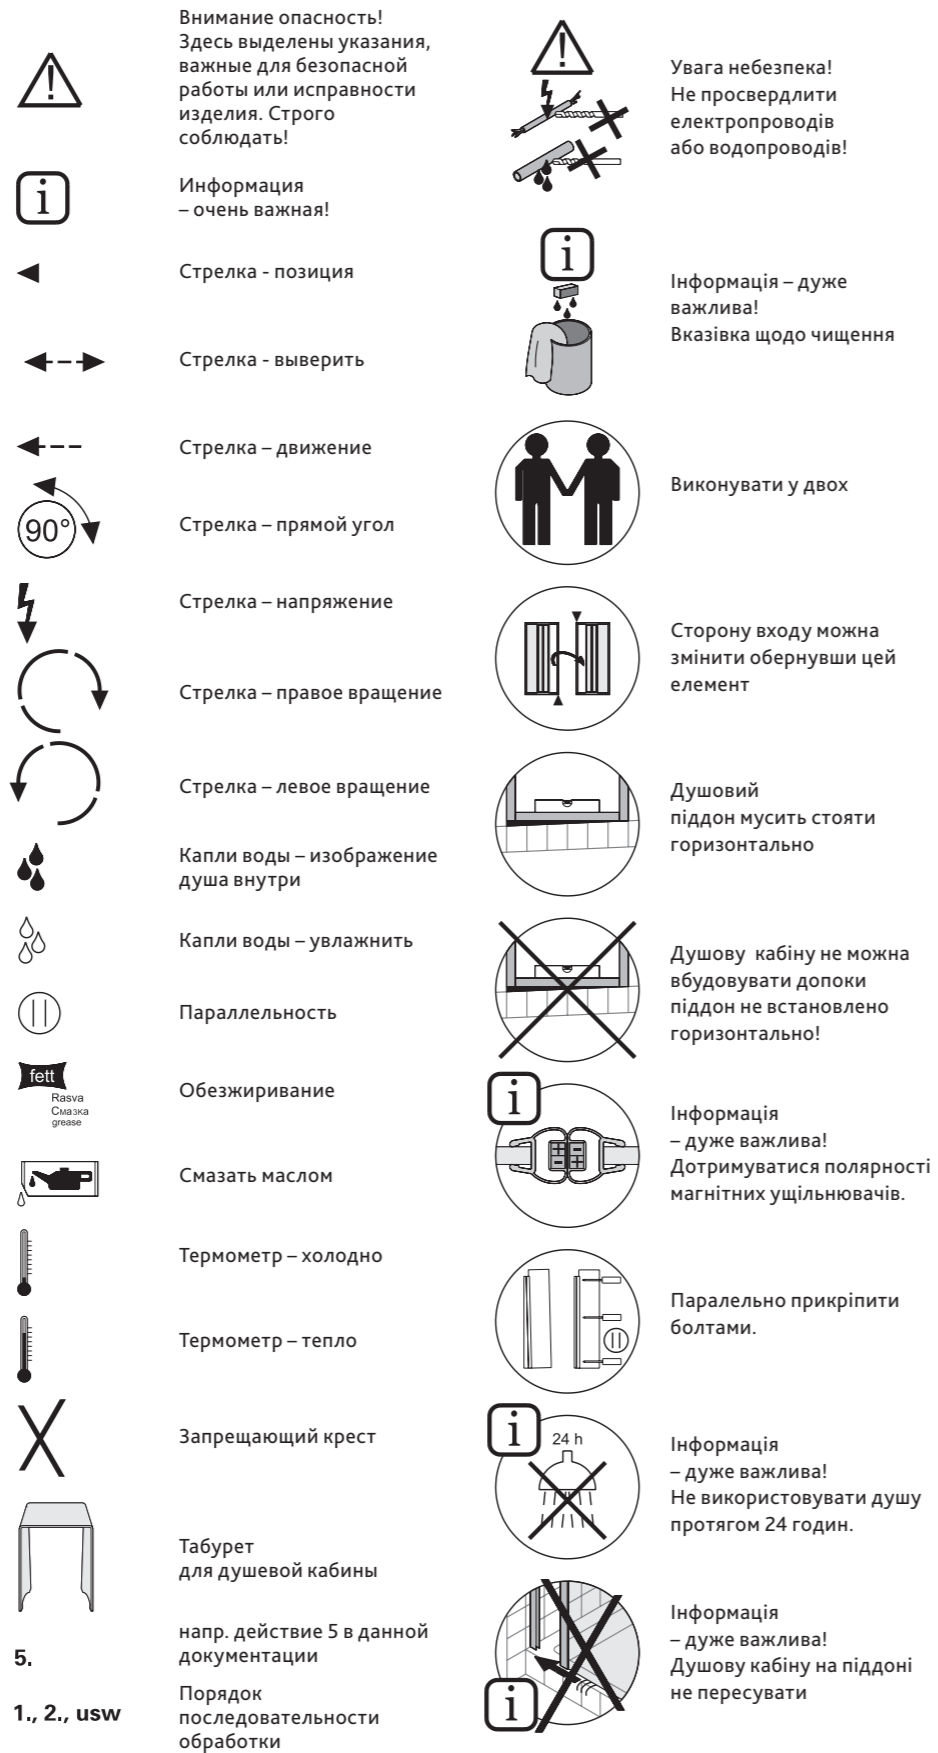 Внимание опасность!
Здесь выделены указания,
важные для безопасной
работы или исправности
изделия. Строго
соблюдать!
i
Информация
– очень важная!
Стрелка - позиция
Стрелка - выверить
Стрелка – движение
90°
Стрелка – прямой угол
Стрелка – напряжение
Стрелка – правое вращение
Стрелка – левое вращение
Капли воды – изображение
душа внутри
Капли воды – увлажнить
Параллельность
fett
Rasva
Смазка
grease
Обезжиривание
Смазать маслом
Термометр – холодно
Термометр – тепло
Запрещающий крест
Табурет
для душевой кабины
5.
напр. действие 5 в данной
документации
1., 2., usw
Порядок
последовательности
обработки
Увага небезпека!
Не просвердлити
електропроводів
або водопроводів!
i
Інформація – дуже
важлива!
Вказівка щодо чищення
Виконувати у двох
Сторону входу можна
змінити обернувши цей
елемент
Душовий
піддон мусить стояти
горизонтально
Душову кабіну не можна
вбудовувати допоки
піддон не встановлено
горизонтально!
i
Інформація
– дуже важлива!
Дотримуватися полярності
магнітних ущільнювачів.
Паралельно прикріпити
болтами.
i
24 h
Інформація
– дуже важлива!
Не використовувати душу
протягом 24 годин.
i
Інформація
– дуже важлива!
Душову кабіну на піддоні
не пересувати